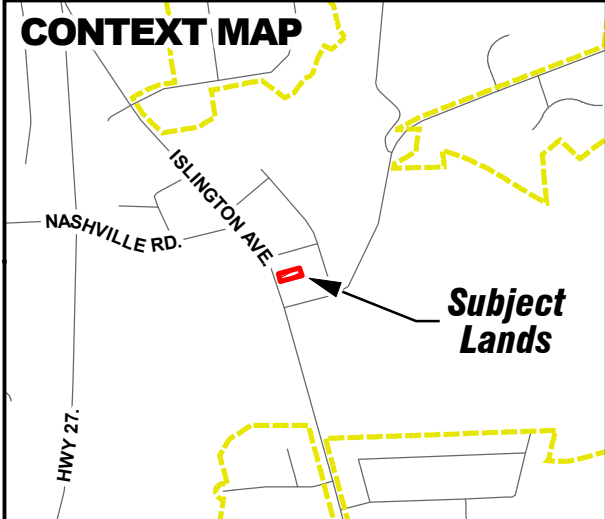 CONTEXT MAP
ISLINGTON AVE.
NASHVILLE RD.
Subject
Lands
HWY 27.